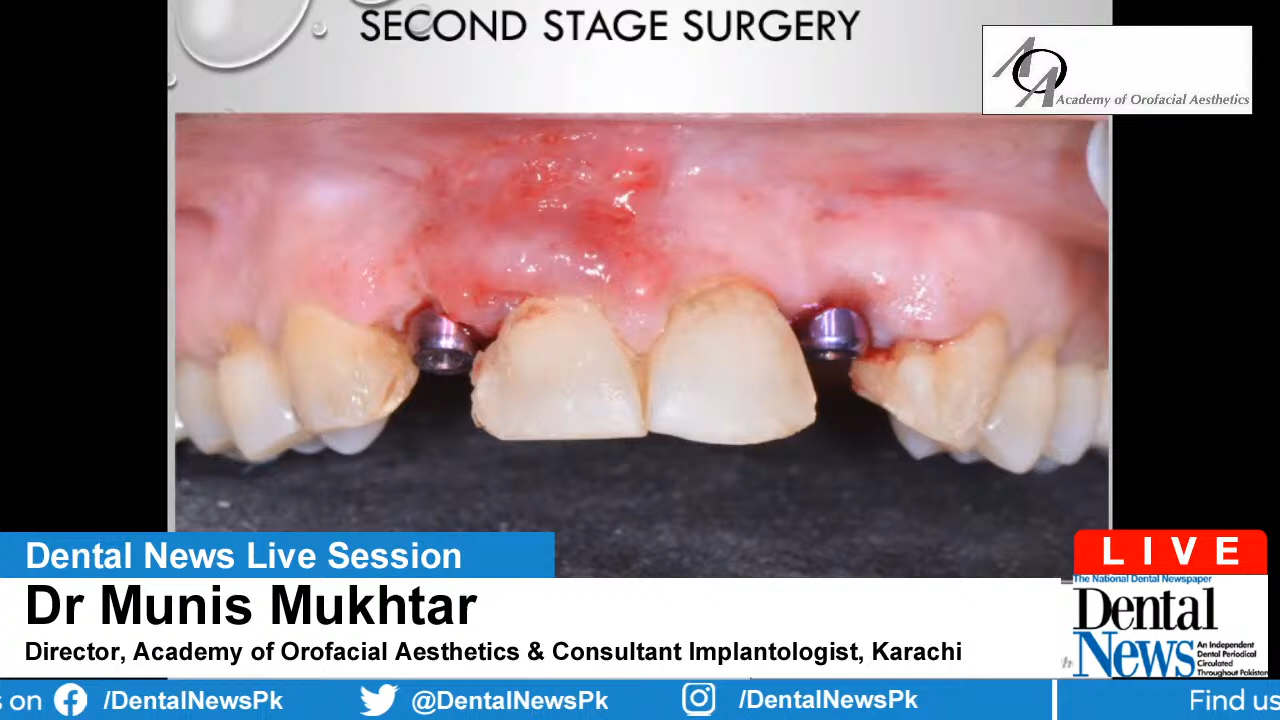 SECOND STAGE SURGERY
AOA
Academy of Orofacial Aesthetics
Dental News Live Session
LIVE
Dr Munis Mukhtar
Director, Academy of Orofacial Aesthetics & Consultant Implantologist, Karachi
The National Dental Newspaper
Dental
News
An Independent
Dental Periodical
Circulated
Throughout Pakistan
s on
/DentalNewsPk
@DentalNewsPk
/DentalNewsPk
Find us